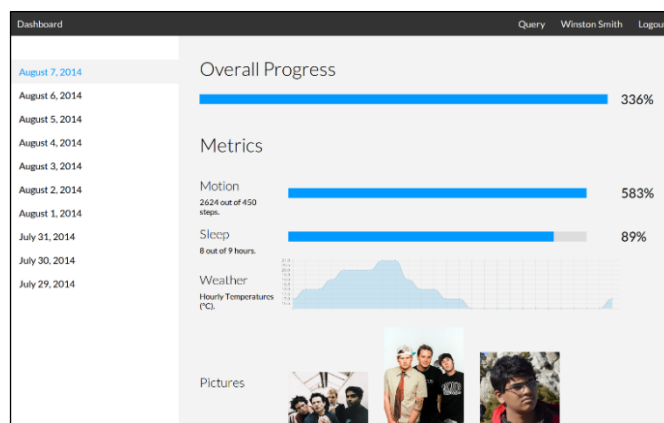 Dashboard
Query
Winston Smith
Logout
August 7, 2014
August 6, 2014
August 5, 2014
August 4, 2014
August 3, 2014
August 2, 2014
August 1, 2014
July 31, 2014
July 30, 2014
July 29, 2014
Overall Progress
336%
Metrics
Motion
2624 out of 450
steps.
583%
Sleep
8 out of 9 hours.
89%
Weather
Hourly Temperatures
(°C).
Pictures